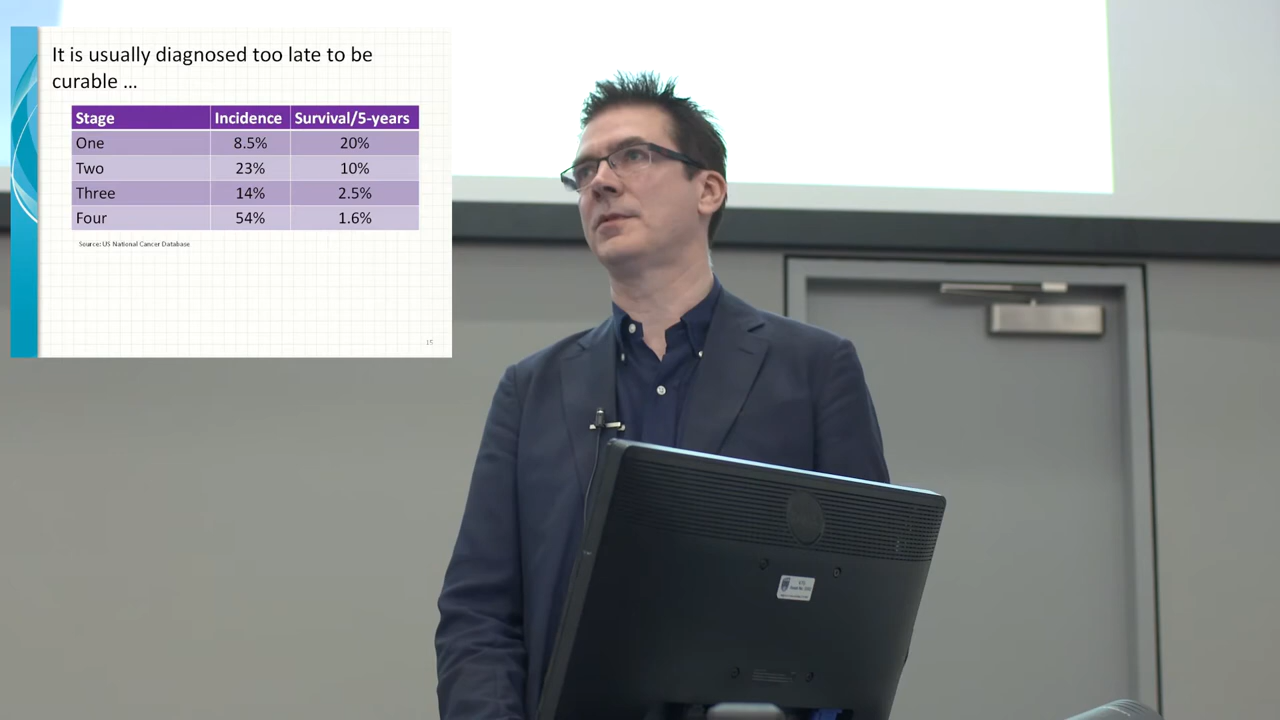 It is usually diagnosed too late to be
curable ...
Stage Incidence Survival/5-years
One 8.5% 20%
Two 23% 10%
Three 14% 2.5%
Four 54% 1.6%
Source: US National Cancer Database
15